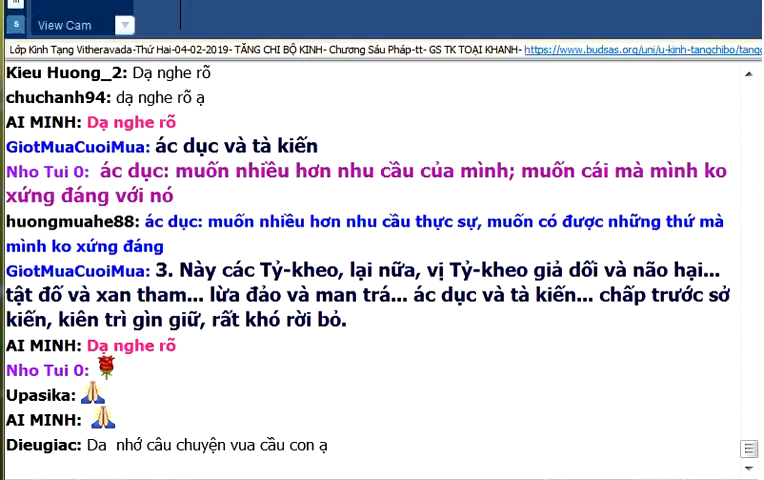 View Cam
Lớp Kinh Tạng Vitheravada-Thứ Hai-04-02-2019- TĂNG CHI BỘ KINH- Chương Sáu Pháp-tt- GS TK TOẠI KHANH- https://www.budsas.org/uni/u-kinh-tangchibo/tangc
Kieu Huong_2: Dạ nghe rõ
chuchanh94: dạ nghe rõ ạ
AI MINH: Dạ nghe rõ
GiotMuaCuoiMua: ác dục và tà kiến
Nho Tui 0: ác dục: muốn nhiều hơn nhu cầu của mình; muốn cái mà mình ko
xứng đáng với nó
huongmuahe88: ác dục: muốn nhiều hơn nhu cầu thực sự, muốn có được những thứ mà
mình ko xứng đáng
GiotMuaCuoiMua: 3. Này các Tỷ-kheo, lại nữa, vị Tỷ-kheo giả dối và não hại...
tật đố và xan tham... lừa đảo và man trá... ác dục và tà kiến... chấp trước sở
kiến, kiên trì gìn giữ, rất khó rời bỏ.
AI MINH: Dạ nghe rõ
Nho Tui 0: 🌹
Upasika: 🙏
AI MINH: 🙏
Dieugiac: Da nhớ câu chuyện vua cầu con ạ